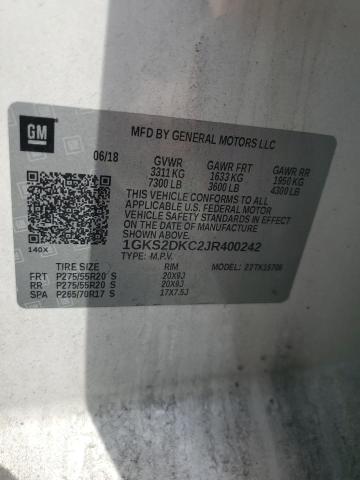 GM
MFD BY GENERAL MOTORS LLC
06/18 GVWR GAWR FRT GAWR RR
3311 KG 1633 KG 1950 KG
7300 LB 3600 LB 4300 LB
THIS VEHICLE CONFORMS TO ALL
APPLICABLE U.S. FEDERAL MOTOR
VEHICLE SAFETY STANDARDS IN
EFFECT ON THE DATE OF
MANUFACTURE SHOWN ABOVE.
1GKS2DKC2JR400242
140X TYPE: M.P.V.
TIRE SIZE RIM MODEL:
FRT P275/55R20 S 20X9J
RR P275/55R20 S 20X9J
SPA P265/70R17 S 17X7.5J